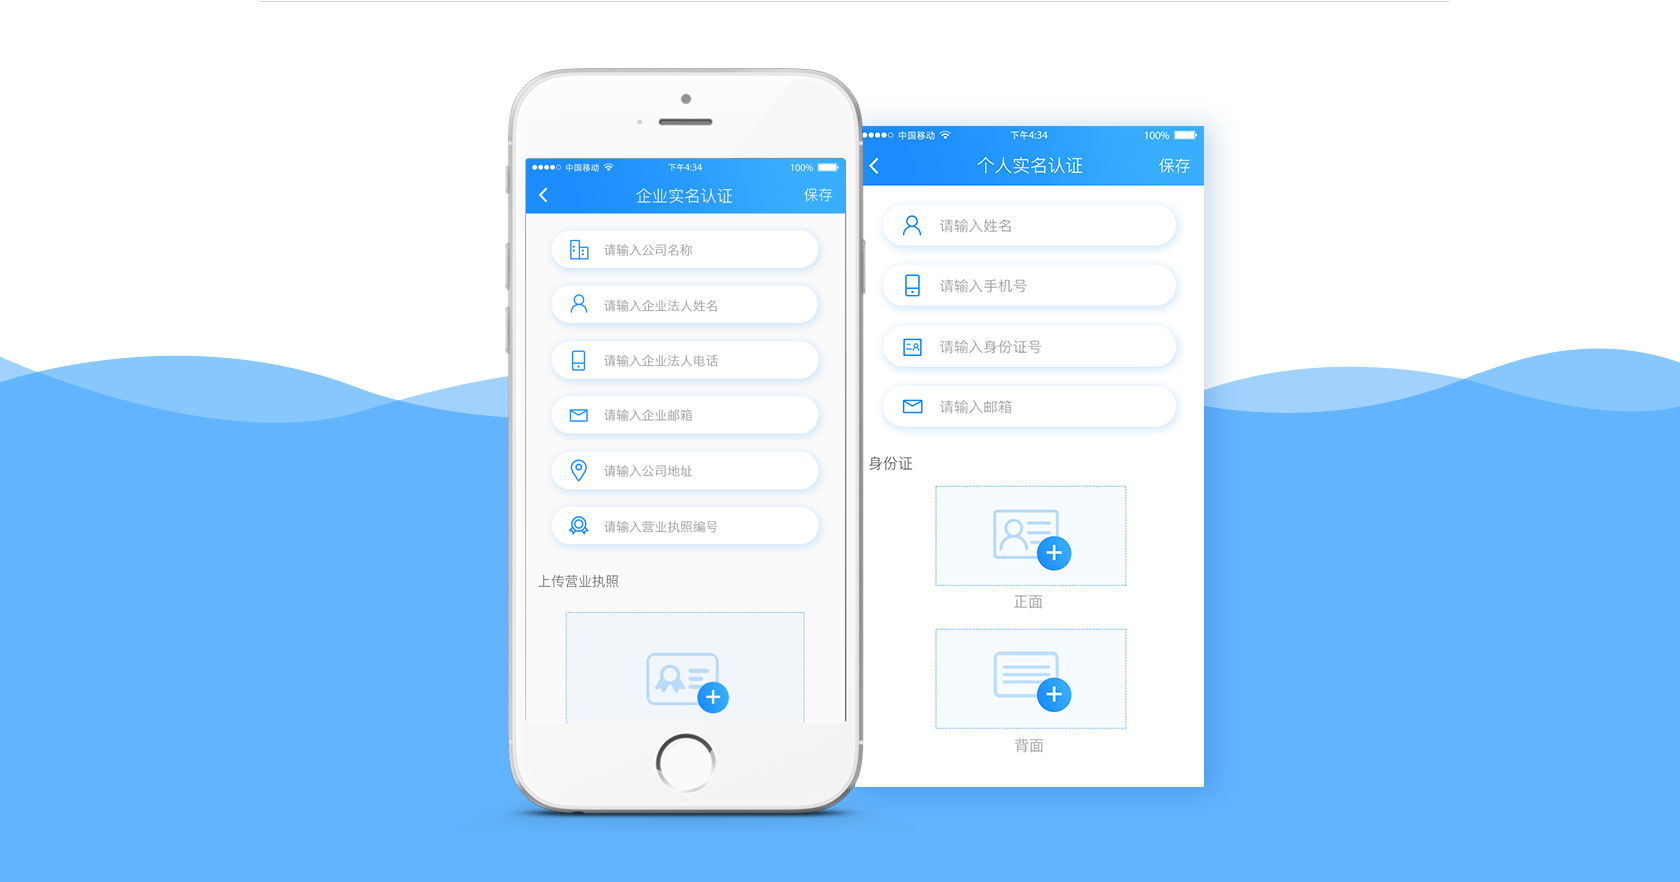 中国移动 下午4:34 100%
企业实名认证 保存
请输入公司名称
请输入企业法人姓名
请输入企业法人电话
请输入企业邮箱
请输入公司地址
请输入营业执照编号
上传营业执照
中国移动 下午4:34 100%
个人实名认证 保存
请输入姓名
请输入手机号
请输入身份证号
请输入邮箱
身份证
正面
背面